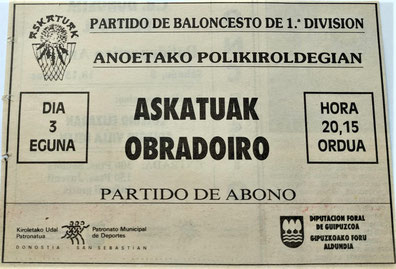 ASKATUAK
PARTIDO DE BALONCESTO DE 1.ª DIVISION
ANOETAKO POLIKIROLDEGIAN
DIA
3
EGUNA
ASKATUAK
OBRADOIRO
HORA
20,15
ORDUA
PARTIDO DE ABONO
Kiroletako Udal
Patronatua
Patronato Municipal
de Deportes
DONOSTIA SAN SEBASTIAN
DIPUTACION FORAL
DE GUIPUZCOA
GIPUZKOAKO FORU
ALDUNDIA